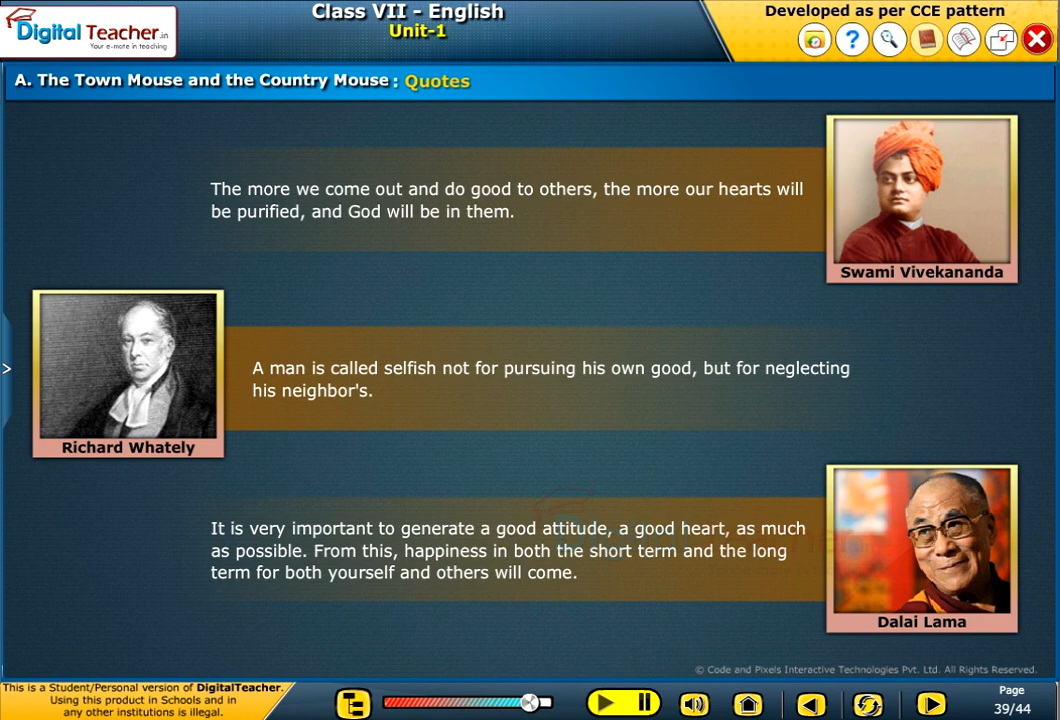 Digital Teacher.in
Your e-mate in teaching
Class VII - English
Unit-1
Developed as per CCE pattern
?
A. The Town Mouse and the Country Mouse : Quotes
The more we come out and do good to others, the more our hearts will
be purified, and God will be in them.
Swami Vivekananda
>
A man is called selfish not for pursuing his own good, but for neglecting
his neighbor's.
Richard Whately
It is very important to generate a good attitude, a good heart, as much
as possible. From this, happiness in both the short term and the long
term for both yourself and others will come.
Dalai Lama
© Code and Pixels Interactive Technologies Pvt. Ltd. All Rights Reserved.
This is a Student/Personal version of DigitalTeacher.
Using this product in Schools and in
any other institutions is illegal.
Page
39/44